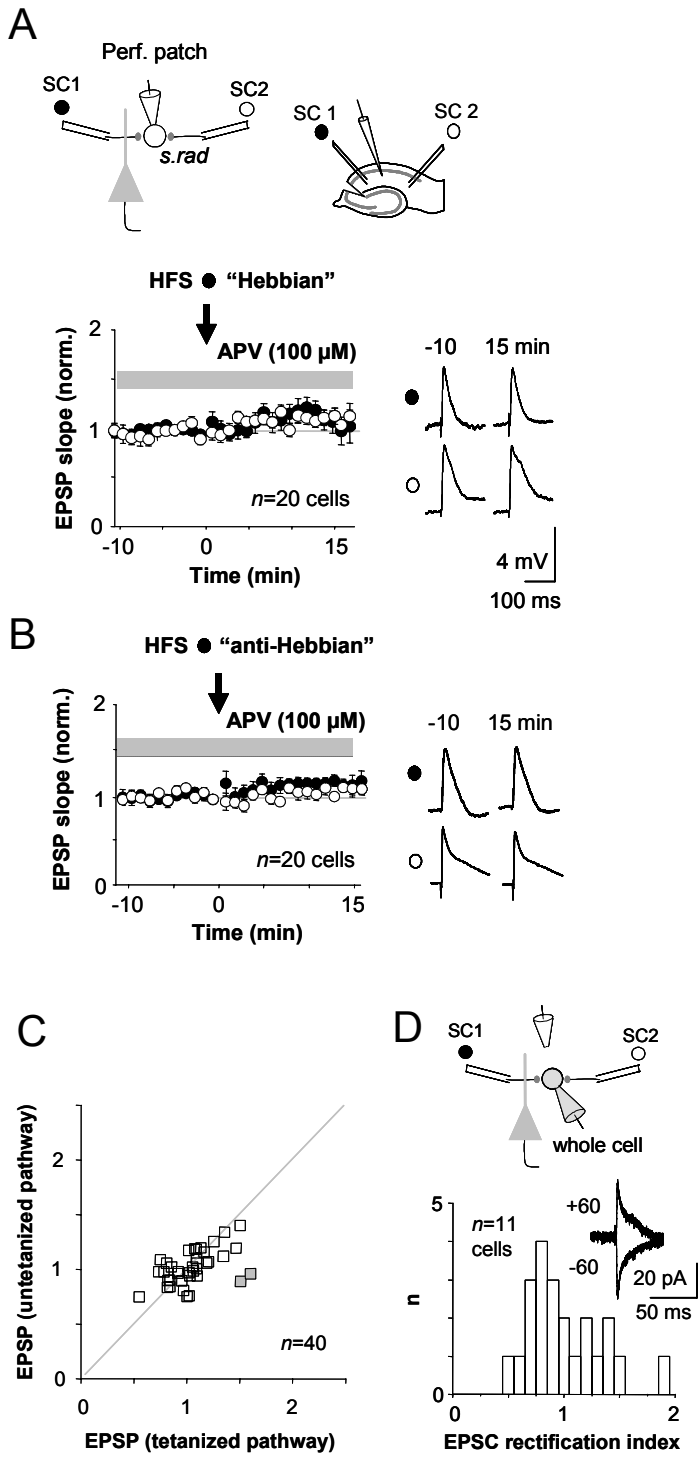 A
Perf. patch
SC1
SC2
s.rad
SC 1
SC 2
HFS ● “Hebbian”
APV (100 µM)
EPSP slope (norm.)
2
1
0
n=20 cells
-10 0 15
Time (min)
-10 15 min
4 mV
100 ms
B
HFS ● “anti-Hebbian”
APV (100 µM)
EPSP slope (norm.)
2
1
0
n=20 cells
-10 0 15
Time (min)
-10 15 min
C
EPSP (untetanized pathway)
2
1
0
n=40
0 1 2
EPSP (tetanized pathway)
D
SC1
SC2
whole cell
n
5
0
n=11
cells
+60
-60
20 pA
50 ms
0 1 2
EPSC rectification index